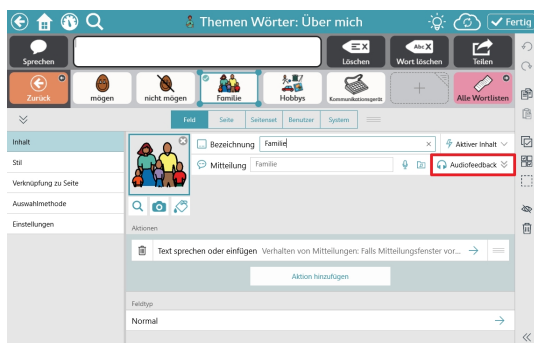 Themen Wörter: Über mich
Fertig
Sprechen
Löschen
Abc X
Wort löschen
Teilen
Zurück
mögen
nicht mögen
Familie
Hobbys
Kommunikationsgerät
Alle Wortlisten
Feld
Seite
Seitenset
Benutzer
System
Inhalt
Bezeichnung
Familie
Aktiver Inhalt
Stil
Mitteilung
Familie
Audiofeedback
Verknüpfung zu Seite
Auswahlmethode
Einstellungen
Aktionen
Text sprechen oder einfügen Verhalten von Mitteilungen: Falls Mitteilungsfenster vor...
Aktion hinzufügen
Feldtyp
Normal